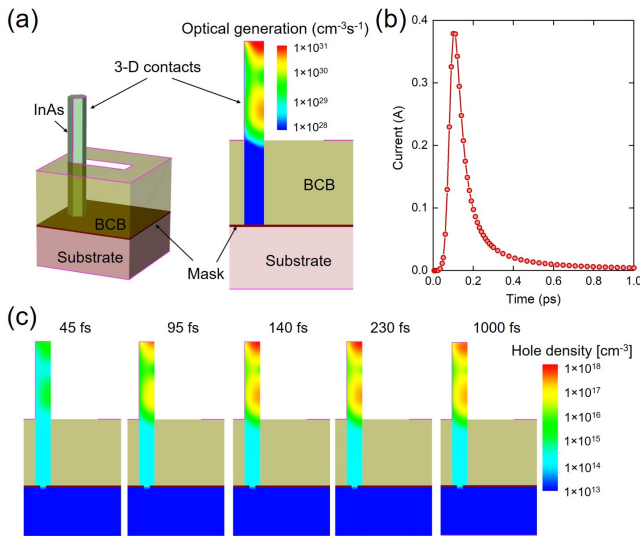 (a)
Optical generation (cm⁻³s⁻¹)
3-D contacts
InAs
1×10³¹
1×10³⁰
1×10²⁹
1×10²⁸
BCB
BCB
BCB
Substrate
Mask
Substrate
(b)
Current (A)
0.4
0.3
0.2
0.1
0.0
0.0 0.2 0.4 0.6 0.8 1.0
Time (ps)
(c)
45 fs 95 fs 140 fs 230 fs 1000 fs
Hole density [cm⁻³]
1×10¹⁸
1×10¹⁷
1×10¹⁶
1×10¹⁵
1×10¹⁴
1×10¹³